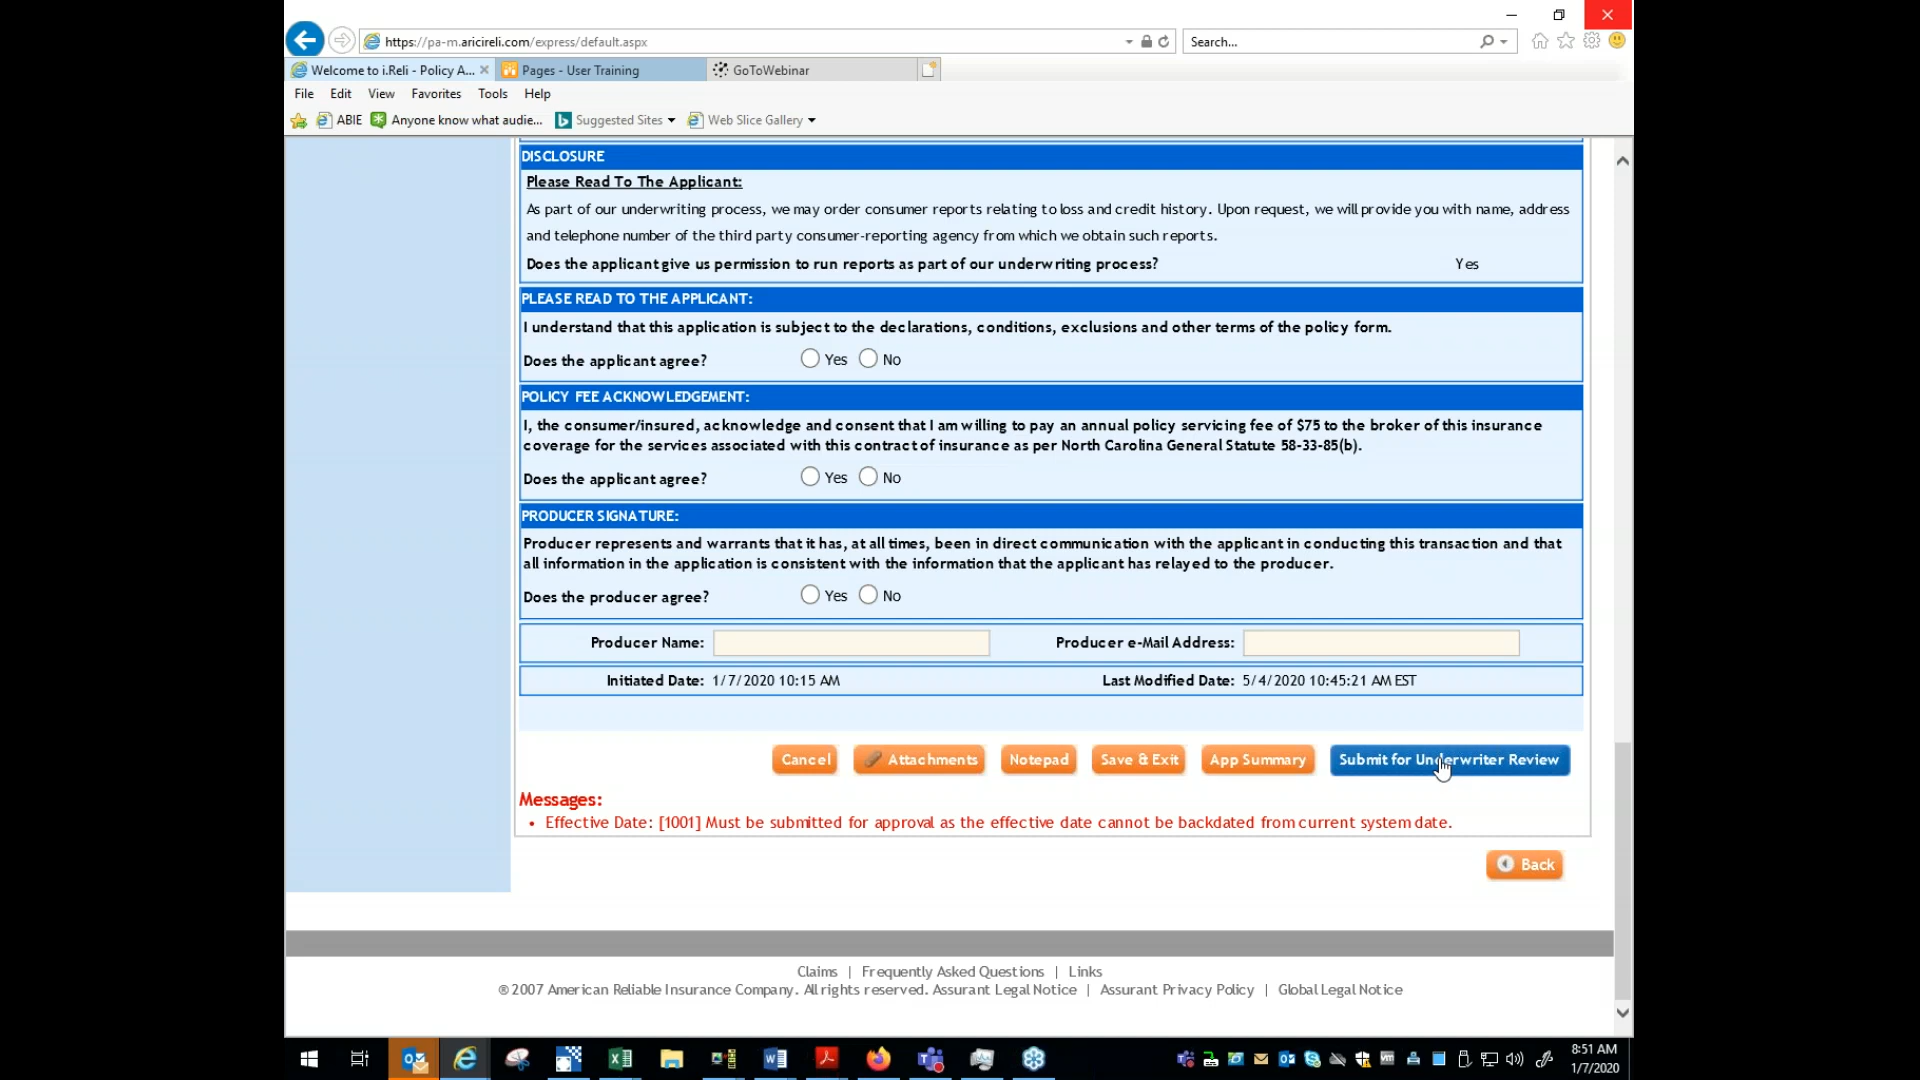 https://pa-m.aricireli.com/express/default.aspx
Search...
Welcome to i.Reli - Policy A...
Pages - User Training
GoToWebinar
File Edit View Favorites Tools Help
ABIE Anyone know what audie... Suggested Sites Web Slice Gallery
DISCLOSURE
Please Read To The Applicant:
As part of our underwriting process, we may order consumer reports relating to loss and credit history. Upon request, we will provide you with name, address
and telephone number of the third party consumer-reporting agency from which we obtain such reports.
Does the applicant give us permission to run reports as part of our underwriting process? Yes
PLEASE READ TO THE APPLICANT:
I understand that this application is subject to the declarations, conditions, exclusions and other terms of the policy form.
Does the applicant agree? Yes No
POLICY FEE ACKNOWLEDGEMENT:
I, the consumer/insured, acknowledge and consent that I am willing to pay an annual policy servicing fee of $75 to the broker of this insurance
coverage for the services associated with this contract of insurance as per North Carolina General Statute 58-33-85(b).
Does the applicant agree? Yes No
PRODUCER SIGNATURE:
Producer represents and warrants that it has, at all times, been in direct communication with the applicant in conducting this transaction and that
all information in the application is consistent with the information that the applicant has relayed to the producer.
Does the producer agree? Yes No
Producer Name: Producer e-Mail Address:
Initiated Date: 1/7/2020 10:15 AM Last Modified Date: 5/4/2020 10:45:21 AM EST
Cancel Attachments Notepad Save & Exit App Summary Submit for Underwriter Review
Messages:
• Effective Date: [1001] Must be submitted for approval as the effective date cannot be backdated from current system date.
Back
Claims | Frequently Asked Questions | Links
® 2007 American Reliable Insurance Company. All rights reserved. Assurant Legal Notice | Assurant Privacy Policy | Global Legal Notice
8:51 AM
1/7/2020